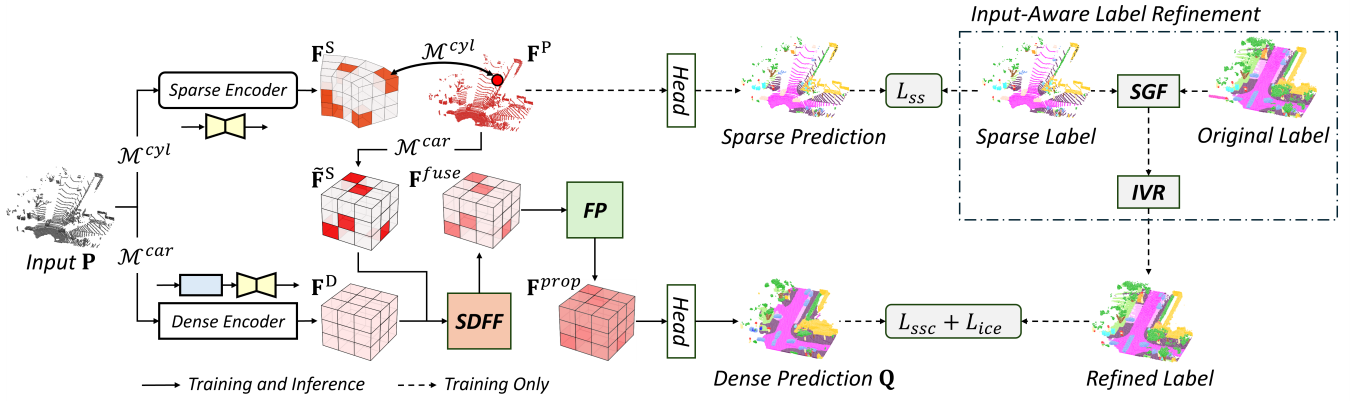 Input-Aware Label Refinement
F^S
M^cyl
F^P
Sparse Encoder
Head
L_ss
SGF
Sparse Prediction
Sparse Label
Original Label
M^cyl
M^car
F̃^S
F^fuse
FP
IVR
Input P
M^car
F^D
F^prop
Dense Encoder
SDFF
Head
L_ssc + L_ice
Dense Prediction Q
Refined Label
Training and Inference
Training Only